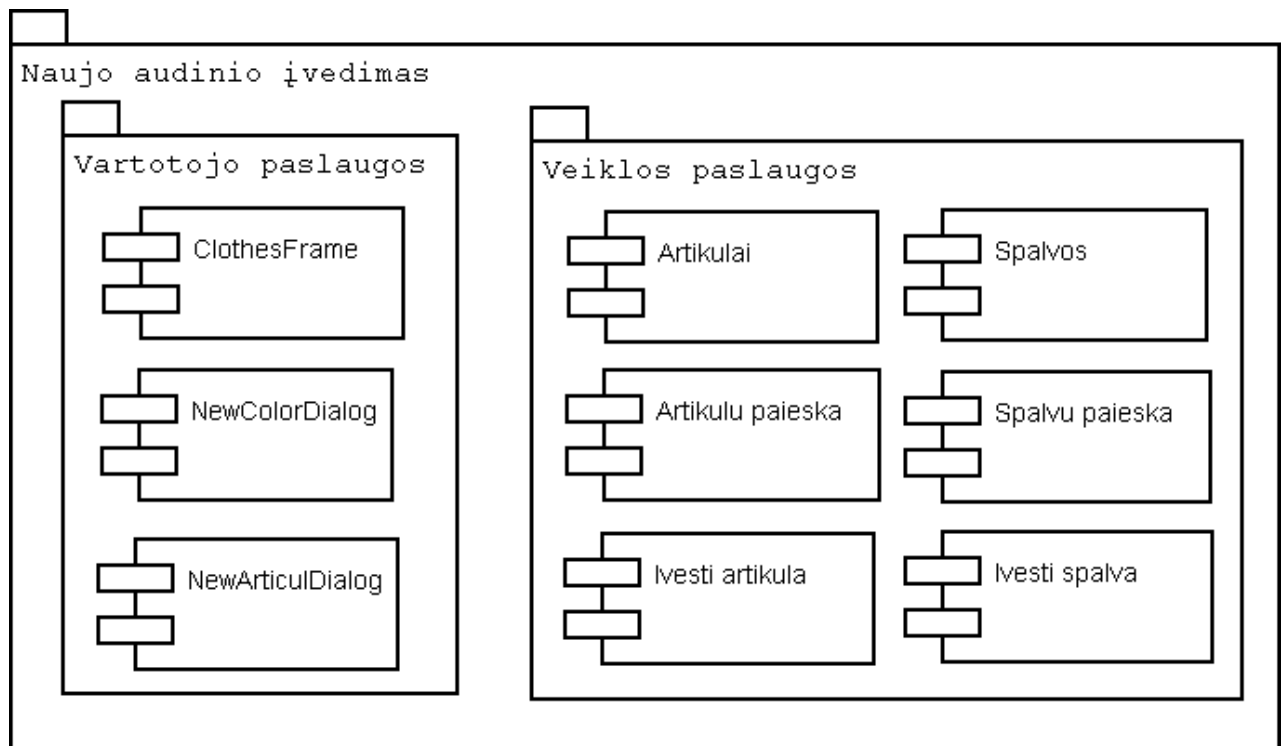 Naujo audinio įvedimas
Vartotojo paslaugos
ClothesFrame
NewColorDialog
NewArticulDialog
Veiklos paslaugos
Artikulai
Spalvos
Artikulu paieska
Spalvu paieska
Ivesti artikula
Ivesti spalva